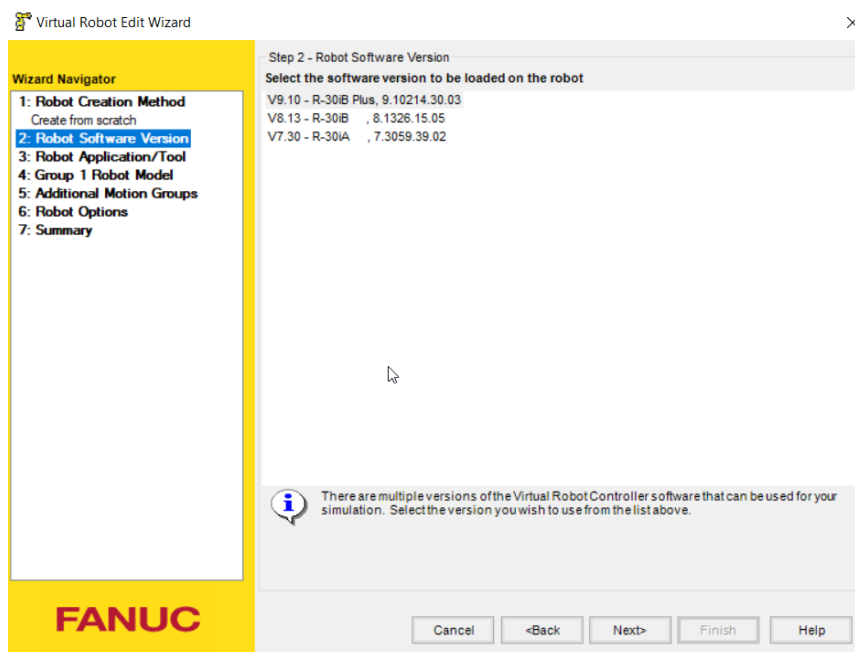 Virtual Robot Edit Wizard
Wizard Navigator
1: Robot Creation Method
Create from scratch
2: Robot Software Version
3: Robot Application/Tool
4: Group 1 Robot Model
5: Additional Motion Groups
6: Robot Options
7: Summary
Step 2 - Robot Software Version
Select the software version to be loaded on the robot
V9.10 - R-30iB Plus, 9.10214.30.03
V8.13 - R-30iB , 8.1326.15.05
V7.30 - R-30iA , 7.3059.39.02
There are multiple versions of the Virtual Robot Controller software that can be used for your
simulation. Select the version you wish to use from the list above.
FANUC
Cancel <Back Next> Finish Help